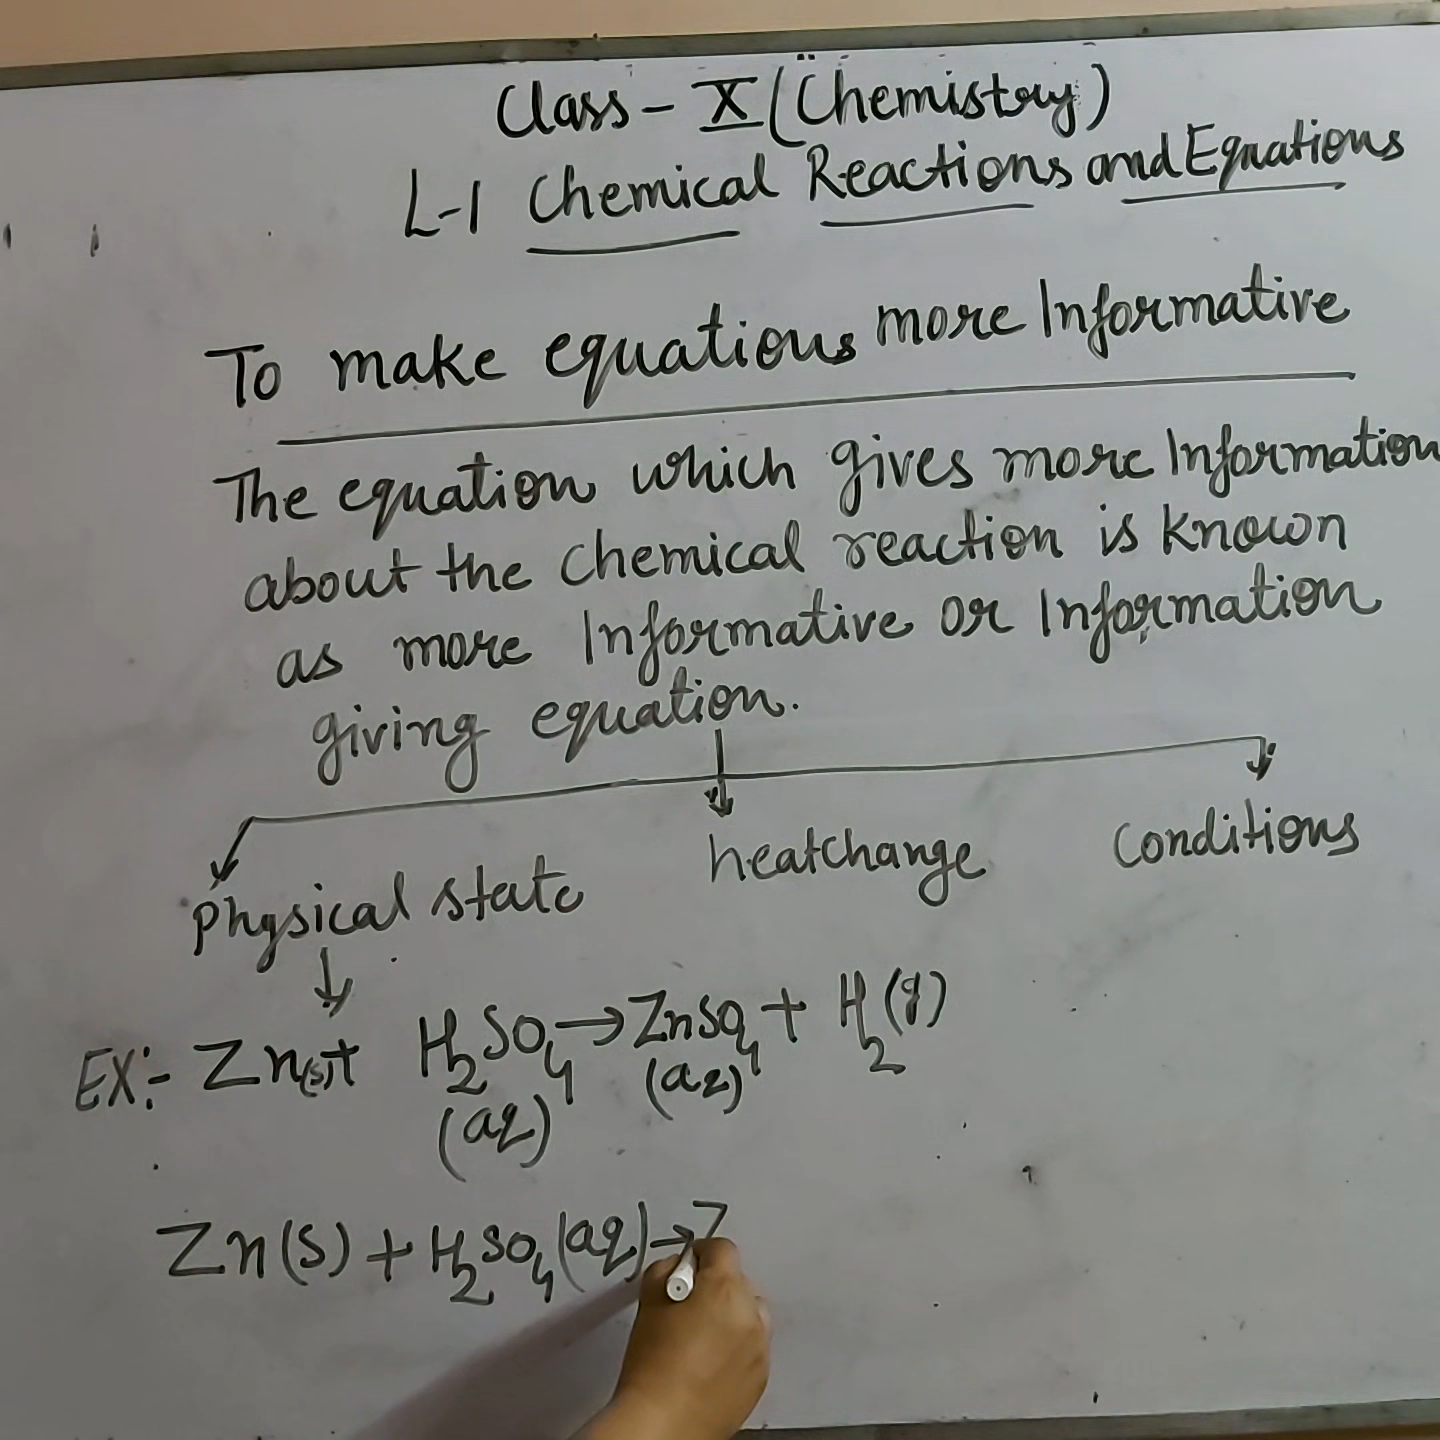 Class - X (Chemistry)
L-1 Chemical Reactions and Equations
To make equations more Informative
The equation which gives more Information
about the chemical reaction is known
as more Informative or Information
giving equation.
Physical state heatchange Conditions
EX:- Zn(s) + H₂SO₄ → ZnSO₄ + H₂(g)
(aq) (aq)
Zn(s) + H₂SO₄(aq) → Z